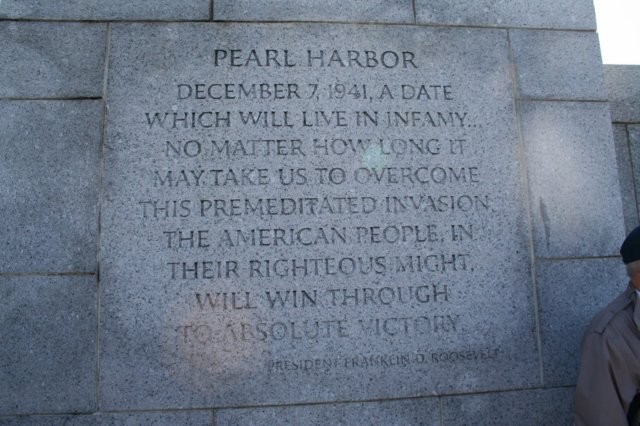 PEARL HARBOR
DECEMBER 7, 1941, A DATE
WHICH WILL LIVE IN INFAMY...
NO MATTER HOW LONG IT
MAY TAKE US TO OVERCOME
THIS PREMEDITATED INVASION,
THE AMERICAN PEOPLE, IN
THEIR RIGHTEOUS MIGHT,
WILL WIN THROUGH
TO ABSOLUTE VICTORY.
PRESIDENT FRANKLIN D. ROOSEVELT